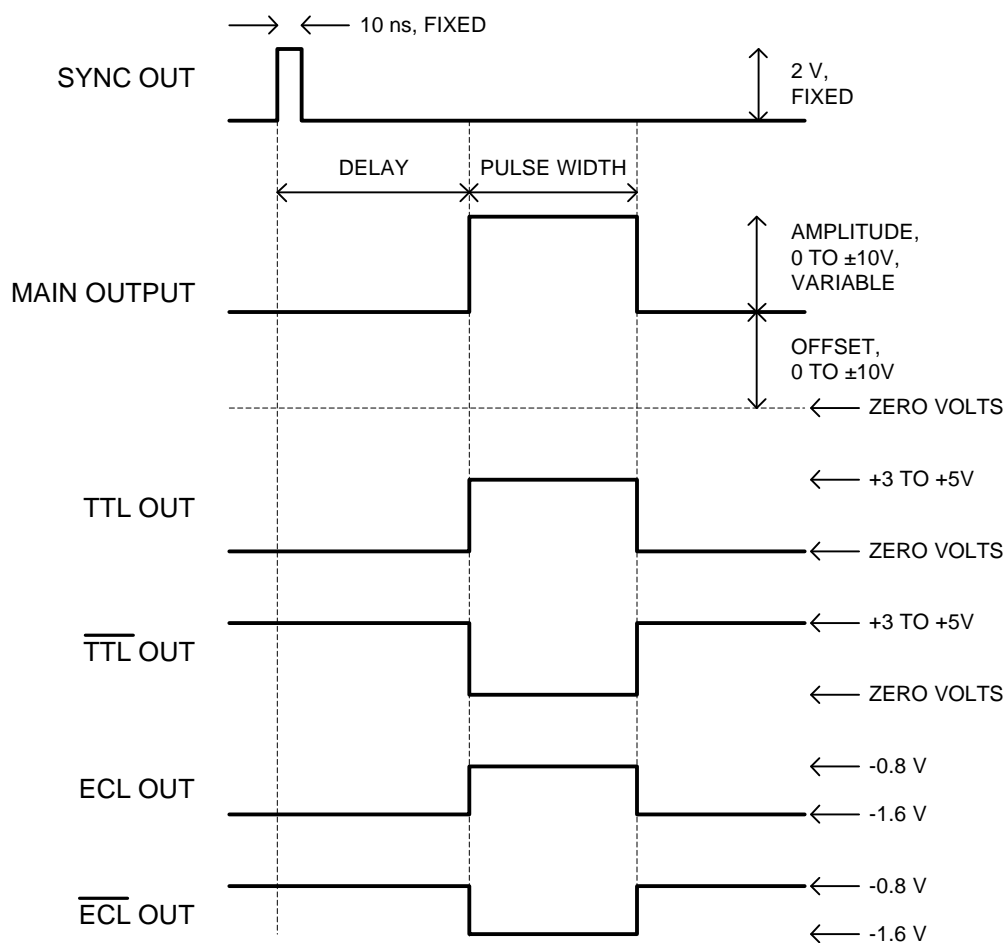 10 ns, FIXED
SYNC OUT
2 V,
FIXED
DELAY
PULSE WIDTH
AMPLITUDE,
0 TO ±10V,
VARIABLE
MAIN OUTPUT
OFFSET,
0 TO ±10V
ZERO VOLTS
+3 TO +5V
TTL OUT
ZERO VOLTS
+3 TO +5V
T̅T̅L̅ OUT
ZERO VOLTS
-0.8 V
ECL OUT
-1.6 V
-0.8 V
E̅C̅L̅ OUT
-1.6 V